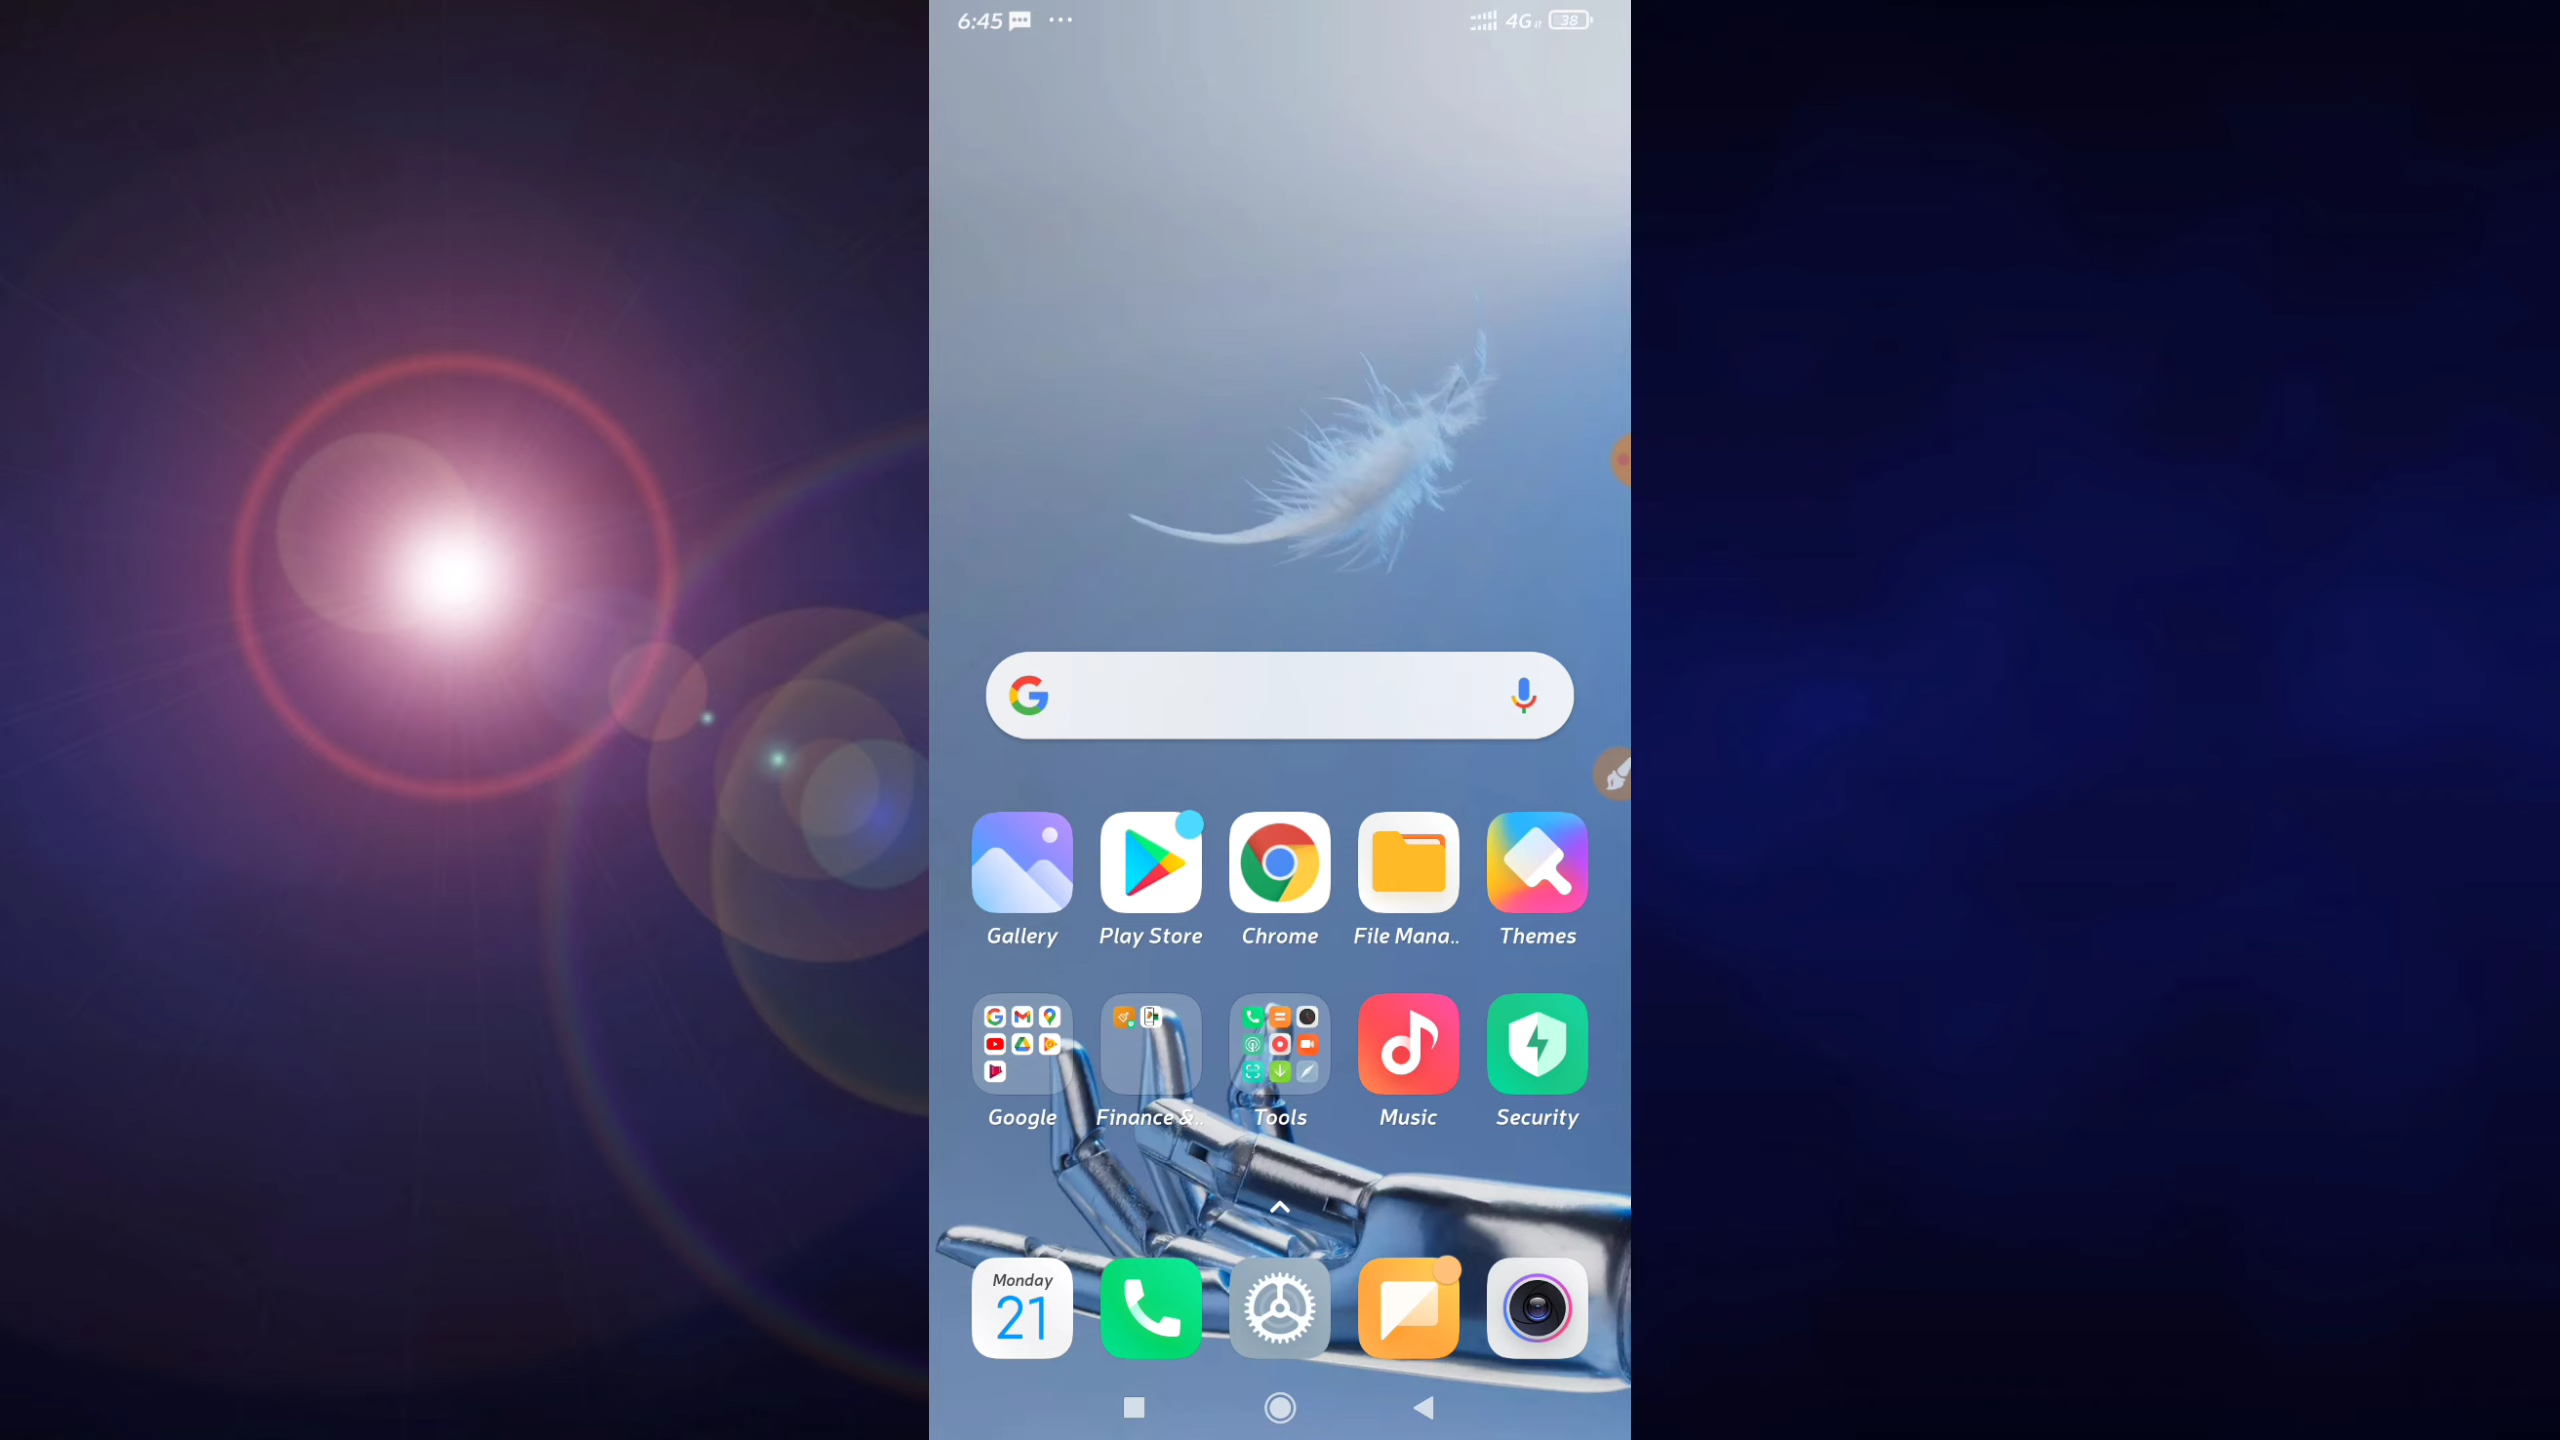 6:45
4G 38
Gallery Play Store Chrome File Mana.. Themes
Google Finance &.. Tools Music Security
Monday
21